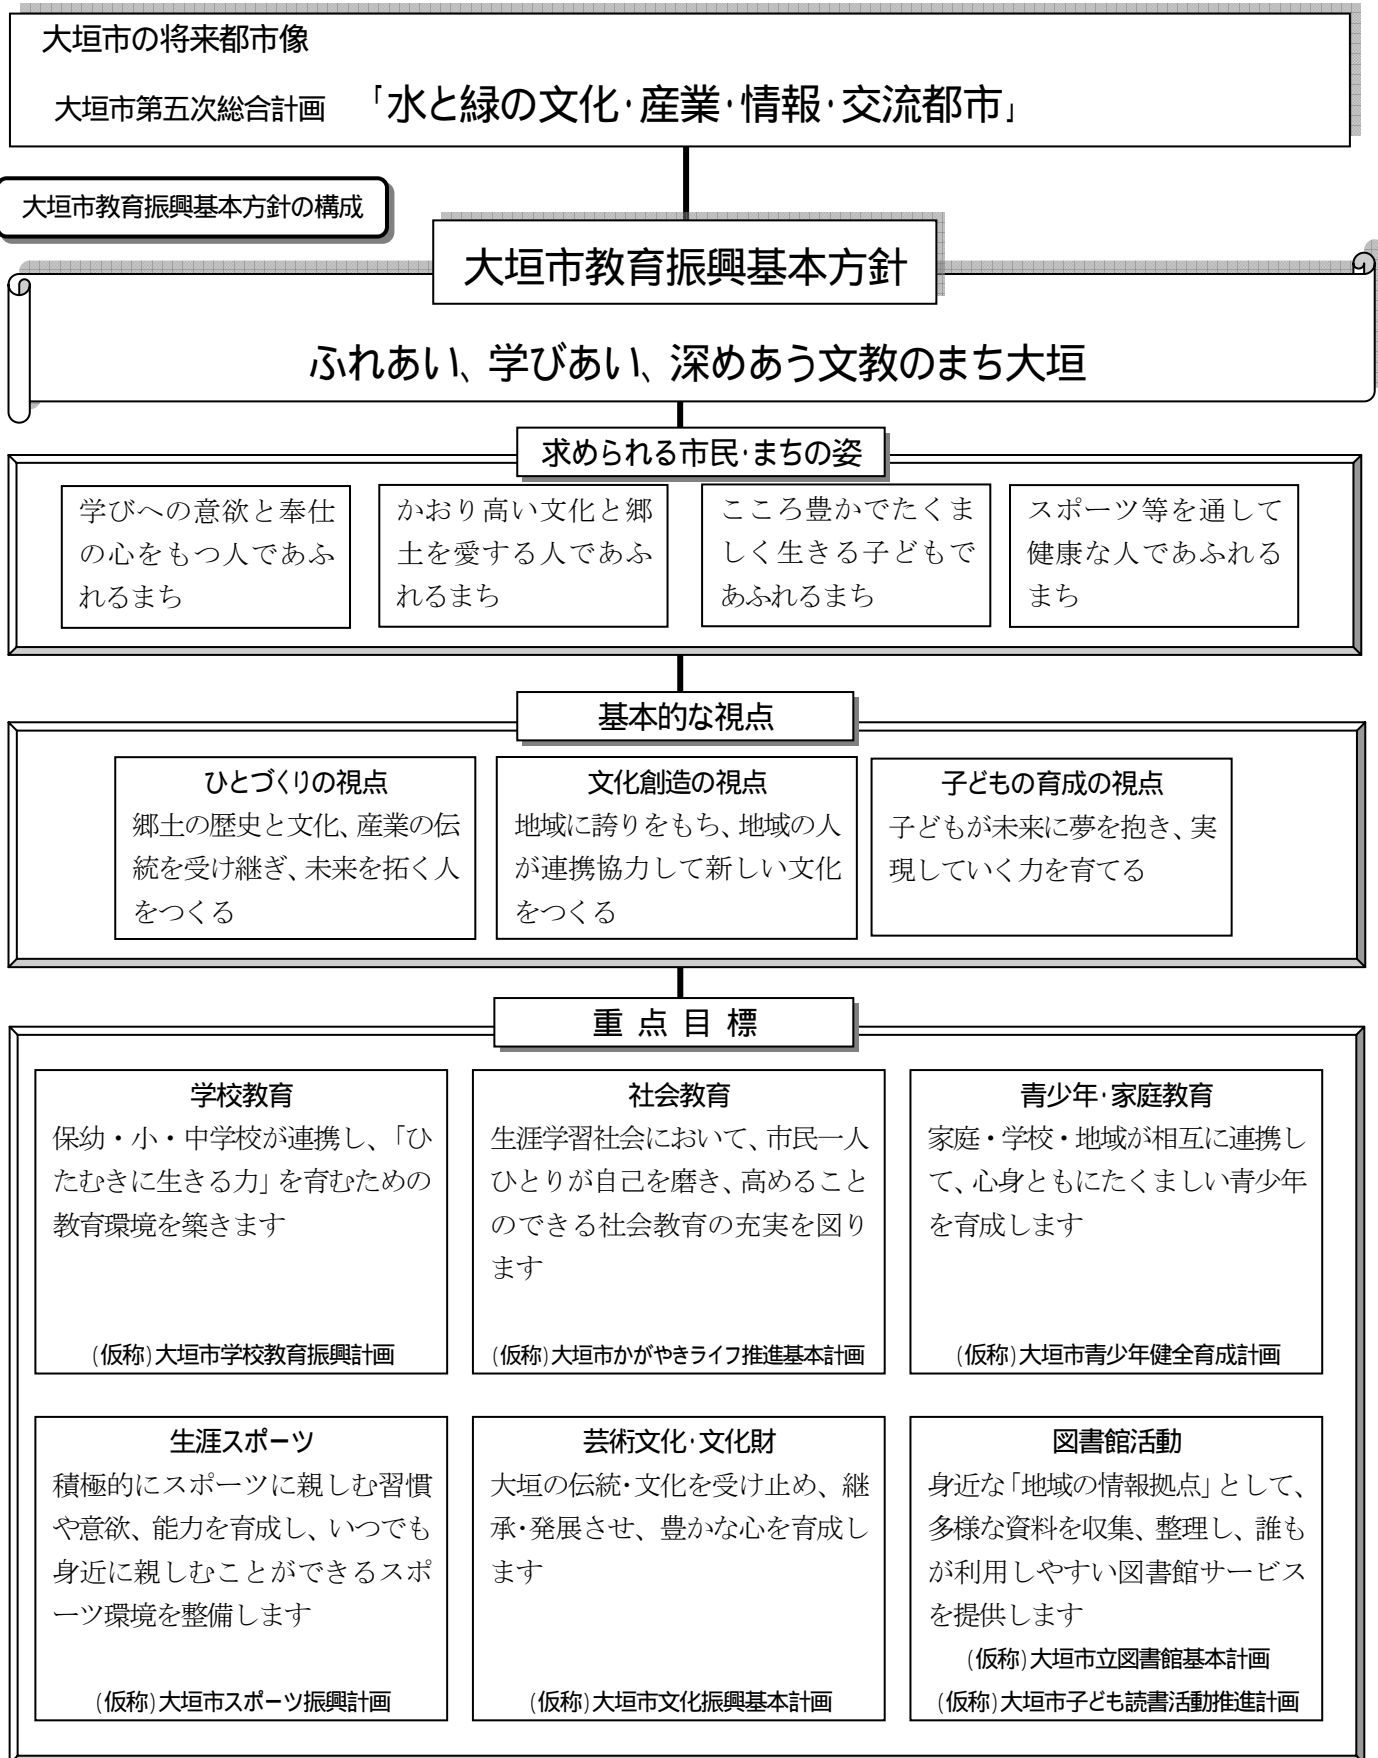 大垣市の将来都市像
大垣市第五次総合計画 「水と緑の文化・産業・情報・交流都市」
大垣市教育振興基本方針の構成
大垣市教育振興基本方針
ふれあい、学びあい、深めあう文教のまち大垣
求められる市民・まちの姿
学びへの意欲と奉仕
の心をもつ人であふ
れるまち
かおり高い文化と郷
土を愛する人であふ
れるまち
こころ豊かでたくま
しく生きる子どもで
あふれるまち
スポーツ等を通して
健康な人であふれる
まち
基本的な視点
ひとづくりの視点
郷土の歴史と文化、産業の伝
統を受け継ぎ、未来を拓く人
をつくる
文化創造の視点
地域に誇りをもち、地域の人
が連携協力して新しい文化
をつくる
子どもの育成の視点
子どもが未来に夢を抱き、実
現していく力を育てる
重点目標
学校教育
保幼・小・中学校が連携し、「ひ
たむきに生きる力」を育むための
教育環境を築きます
(仮称)大垣市学校教育振興計画
社会教育
生涯学習社会において、市民一人
ひとりが自己を磨き、高めること
のできる社会教育の充実を図り
ます
(仮称)大垣市かがやきライフ推進基本計画
青少年・家庭教育
家庭・学校・地域が相互に連携し
て、心身ともにたくましい青少年
を育成します
(仮称)大垣市青少年健全育成計画
生涯スポーツ
積極的にスポーツに親しむ習慣
や意欲、能力を育成し、いつでも
身近に親しむことができるスポ
ーツ環境を整備します
(仮称)大垣市スポーツ振興計画
芸術文化・文化財
大垣の伝統・文化を受け止め、継
承・発展させ、豊かな心を育成し
ます
(仮称)大垣市文化振興基本計画
図書館活動
身近な「地域の情報拠点」として、
多様な資料を収集、整理し、誰も
が利用しやすい図書館サービス
を提供します
(仮称)大垣市立図書館基本計画
(仮称)大垣市子ども読書活動推進計画